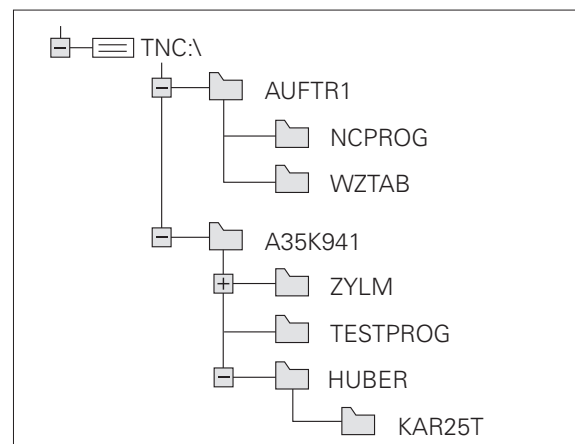 TNC:\
AUFTR1
NCPROG
WZTAB
A35K941
ZYLM
TESTPROG
HUBER
KAR25T